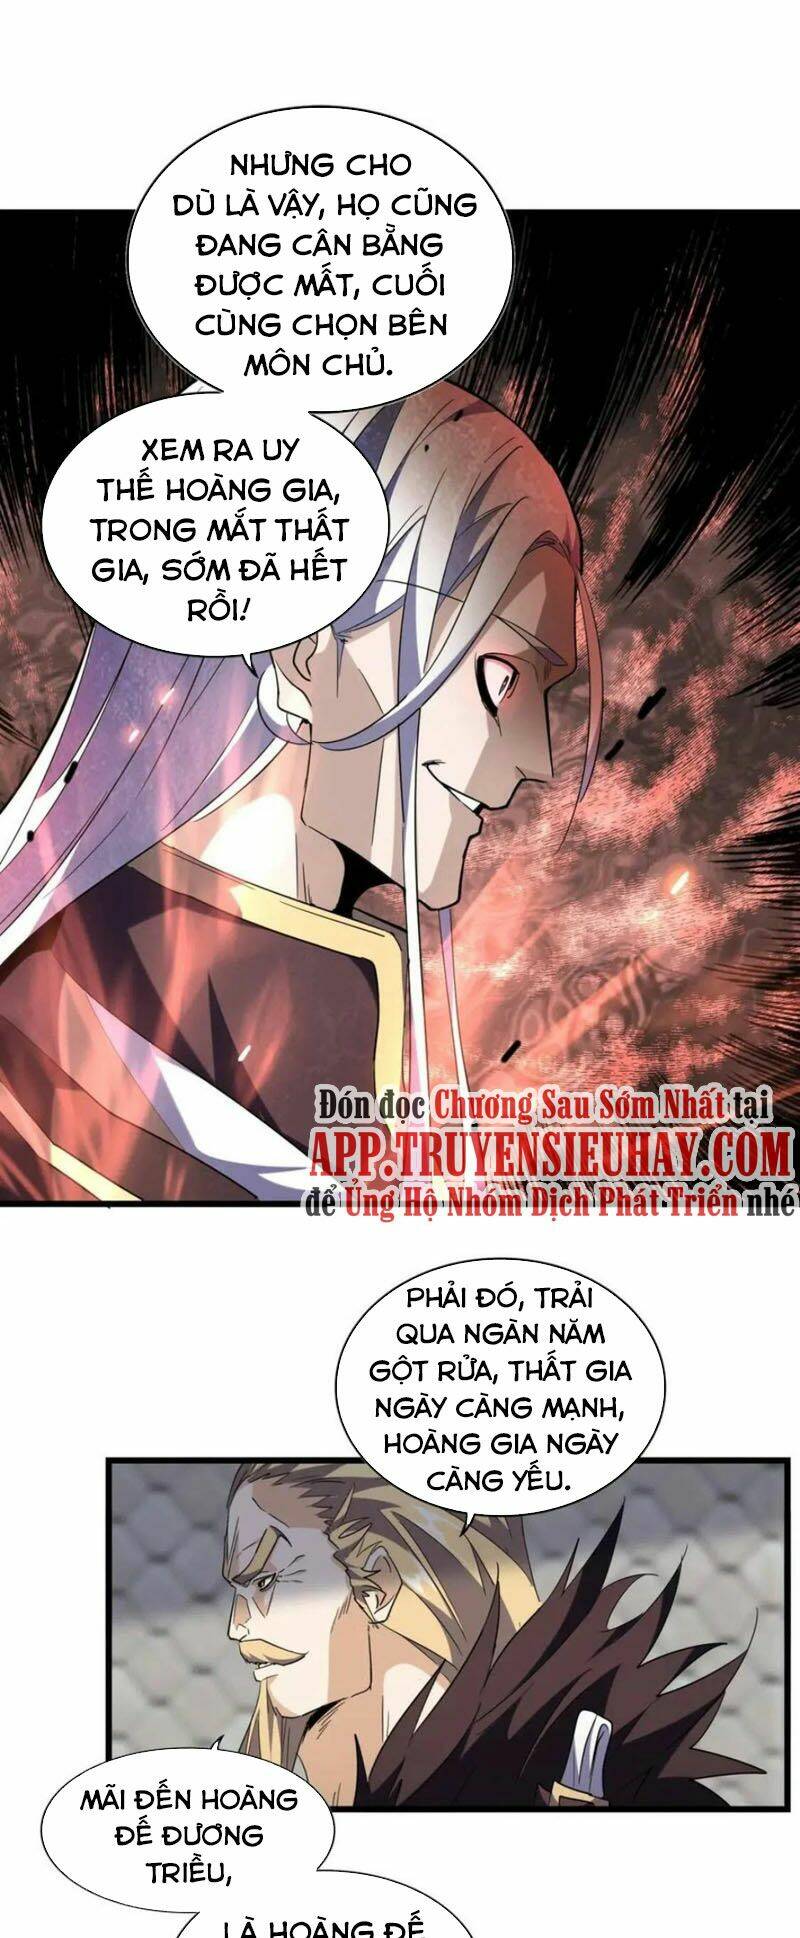 NHƯNG CHO
DÙ LÀ VẬY, HỌ CŨNG
ĐANG CÂN BẰNG
ĐƯỢC MẤT, CUỐI
CÙNG CHỌN BÊN
MÔN CHỦ.
XEM RA UY
THẾ HOÀNG GIA,
TRONG MẮT THẤT
GIA, SỚM ĐÃ HẾT
RỒI!
Đón đọc Chương Sau Sớm Nhất tại
APP.TRUYENSIEUHAY.COM
để Ủng Hộ Nhóm Dịch Phát Triển nhé
PHẢI ĐÓ, TRẢI
QUA NGÀN NĂM
GỘT RỬA, THẤT GIA
NGÀY CÀNG MẠNH,
HOÀNG GIA NGÀY
CÀNG YẾU.
MÃI ĐẾN HOÀNG
ĐẾ ĐƯƠNG
TRIỀU,
LÀ HOÀNG ĐẾ